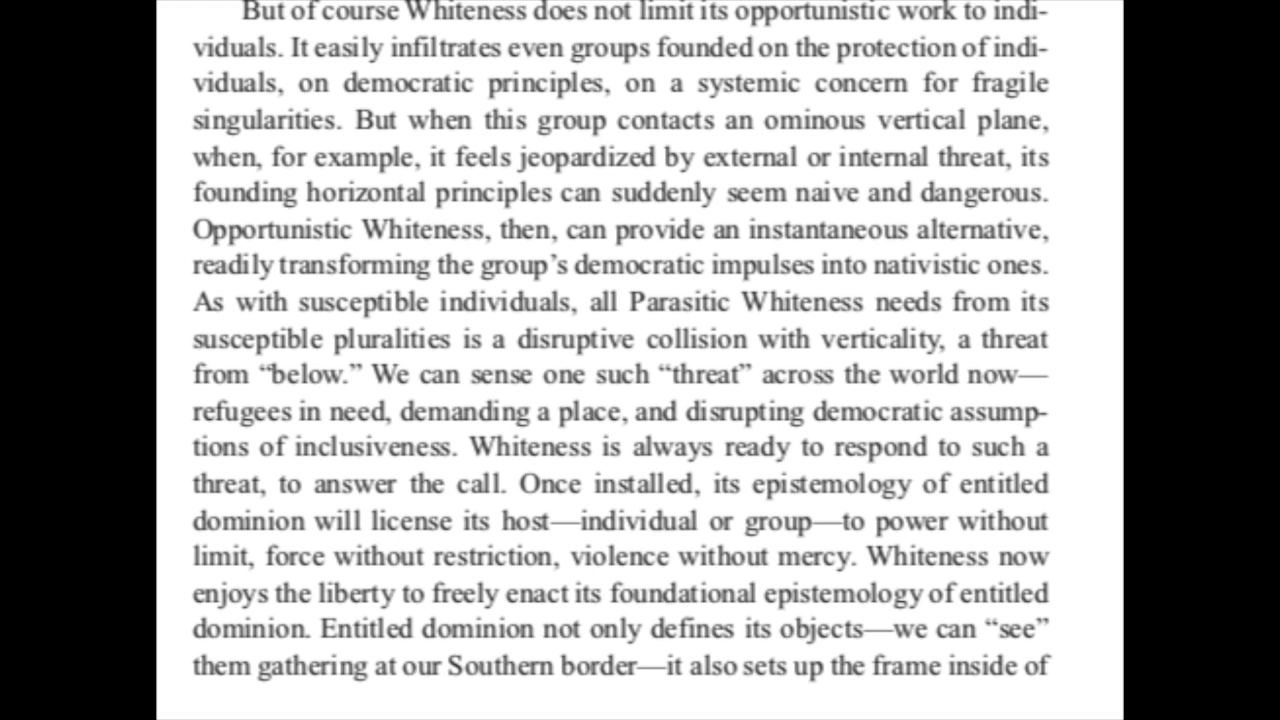 But of course Whiteness does not limit its opportunistic work to indi-
viduals. It easily infiltrates even groups founded on the protection of indi-
viduals, on democratic principles, on a systemic concern for fragile
singularities. But when this group contacts an ominous vertical plane,
when, for example, it feels jeopardized by external or internal threat, its
founding horizontal principles can suddenly seem naive and dangerous.
Opportunistic Whiteness, then, can provide an instantaneous alternative,
readily transforming the group’s democratic impulses into nativistic ones.
As with susceptible individuals, all Parasitic Whiteness needs from its
susceptible pluralities is a disruptive collision with verticality, a threat
from “below.” We can sense one such “threat” across the world now—
refugees in need, demanding a place, and disrupting democratic assump-
tions of inclusiveness. Whiteness is always ready to respond to such a
threat, to answer the call. Once installed, its epistemology of entitled
dominion will license its host—individual or group—to power without
limit, force without restriction, violence without mercy. Whiteness now
enjoys the liberty to freely enact its foundational epistemology of entitled
dominion. Entitled dominion not only defines its objects—we can “see”
them gathering at our Southern border—it also sets up the frame inside of